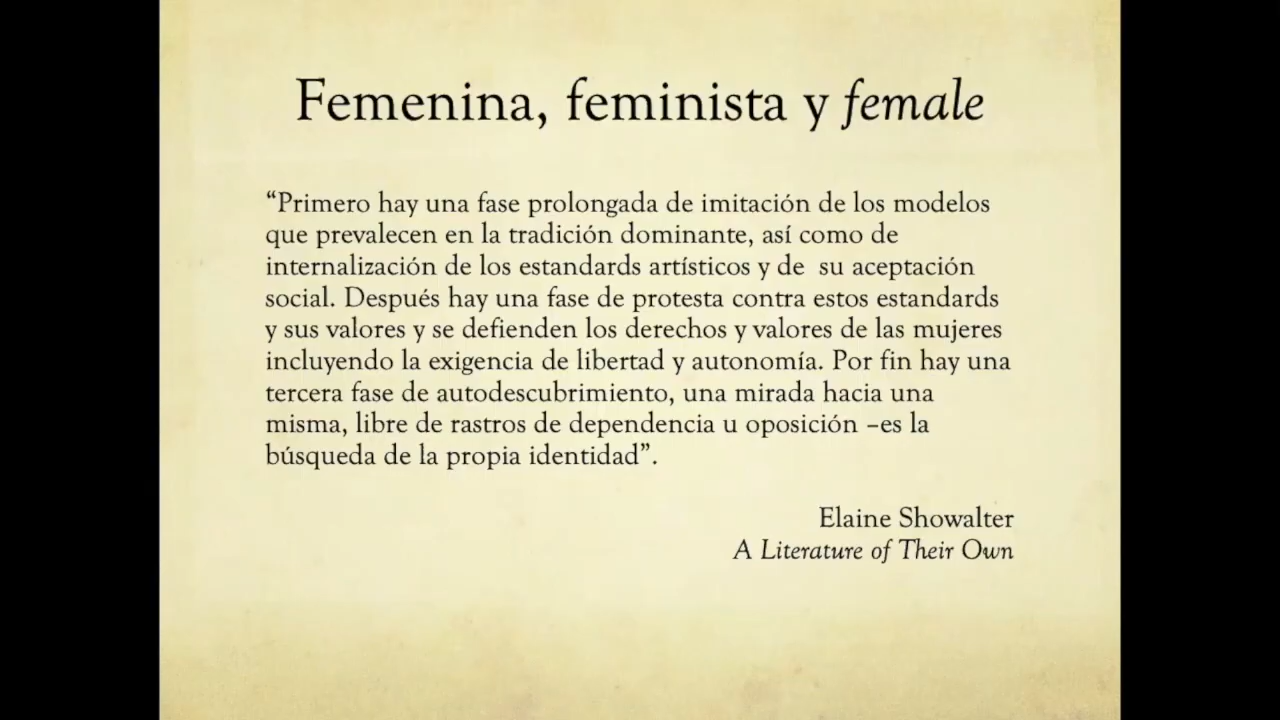 Femenina, feminista y female
“Primero hay una fase prolongada de imitación de los modelos
que prevalecen en la tradición dominante, así como de
internalización de los estandards artísticos y de  su aceptación
social. Después hay una fase de protesta contra estos estandards
y sus valores y se defienden los derechos y valores de las mujeres
incluyendo la exigencia de libertad y autonomía. Por fin hay una
tercera fase de autodescubrimiento, una mirada hacia una
misma, libre de rastros de dependencia u oposición –es la
búsqueda de la propia identidad”.
Elaine Showalter
A Literature of Their Own